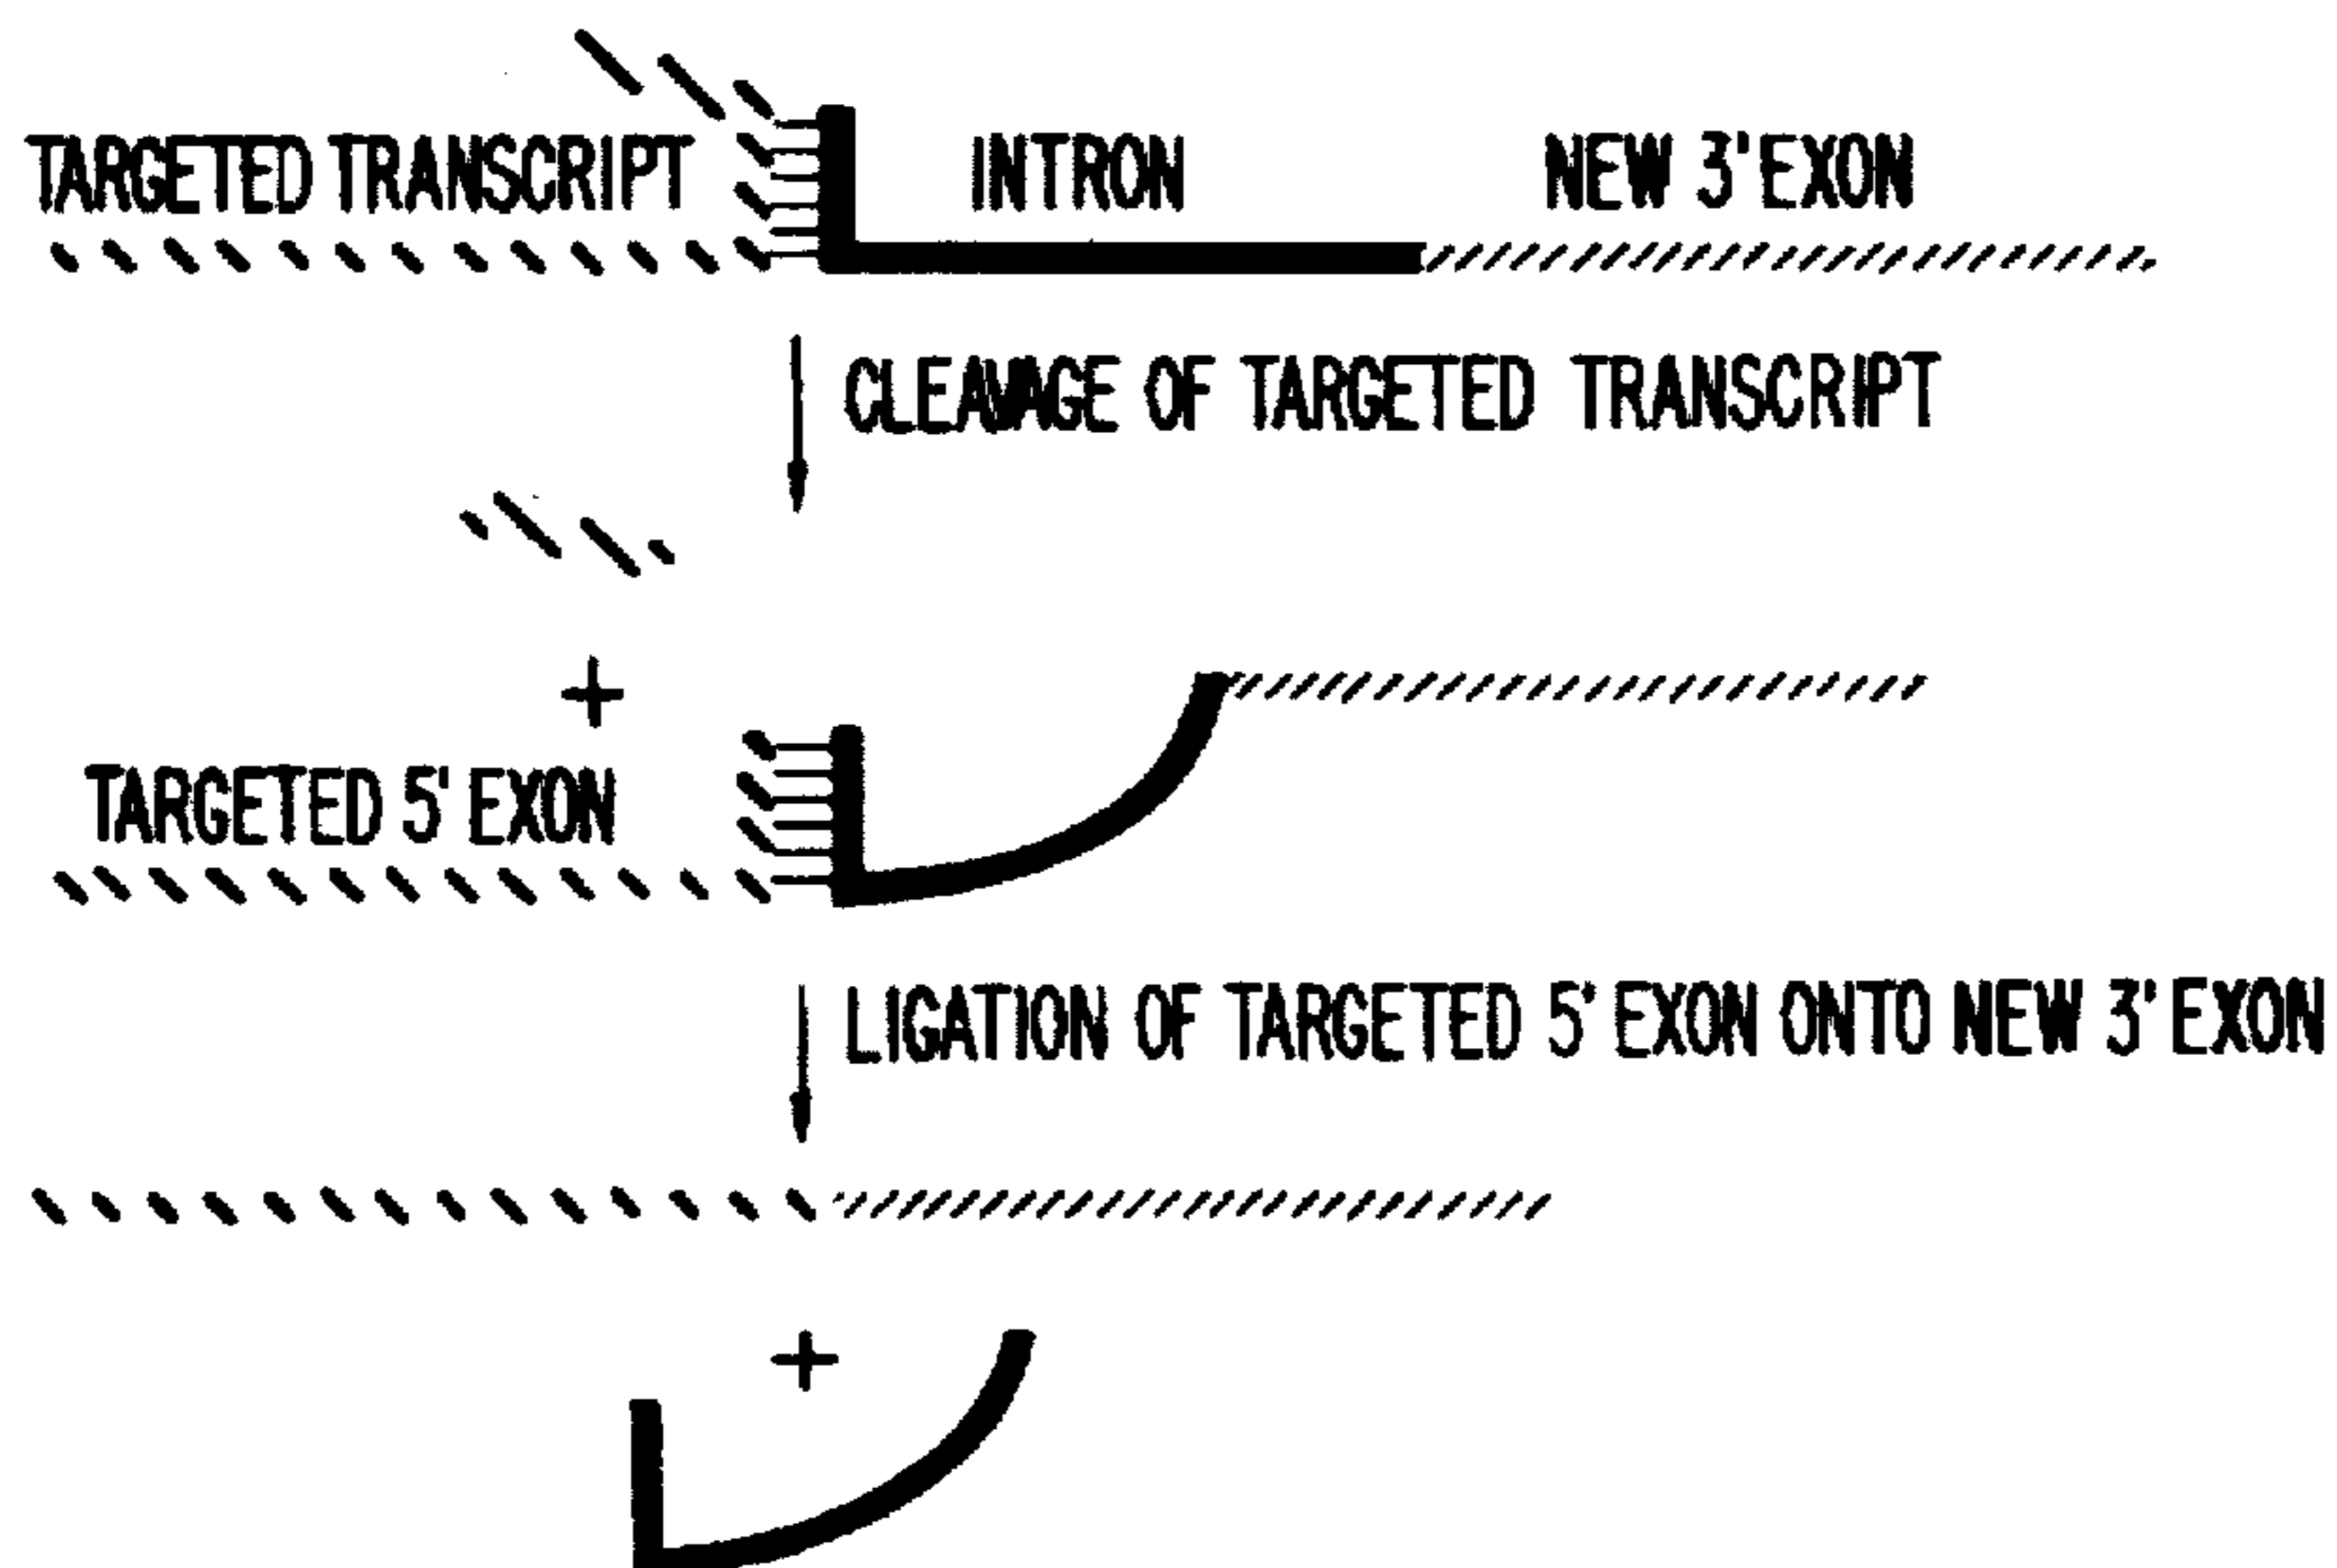 TARGETED TRANSCRIPT INTRON NEW 3' EXON
CLEAVAGE OF TARGETED TRANSCRIPT
+
TARGETED 5' EXON
LIGATION OF TARGETED 5' EXON ONTO NEW 3' EXON
+